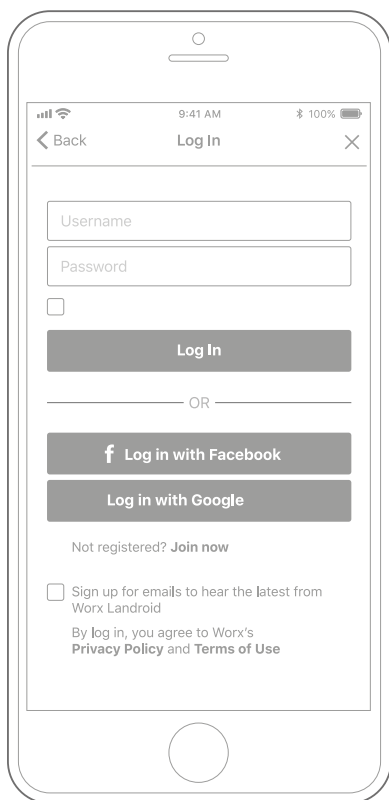 9:41 AM 100%
Back Log In
Username
Password
Log In
OR
f Log in with Facebook
Log in with Google
Not registered? Join now
Sign up for emails to hear the latest from
Worx Landroid
By log in, you agree to Worx's
Privacy Policy and Terms of Use